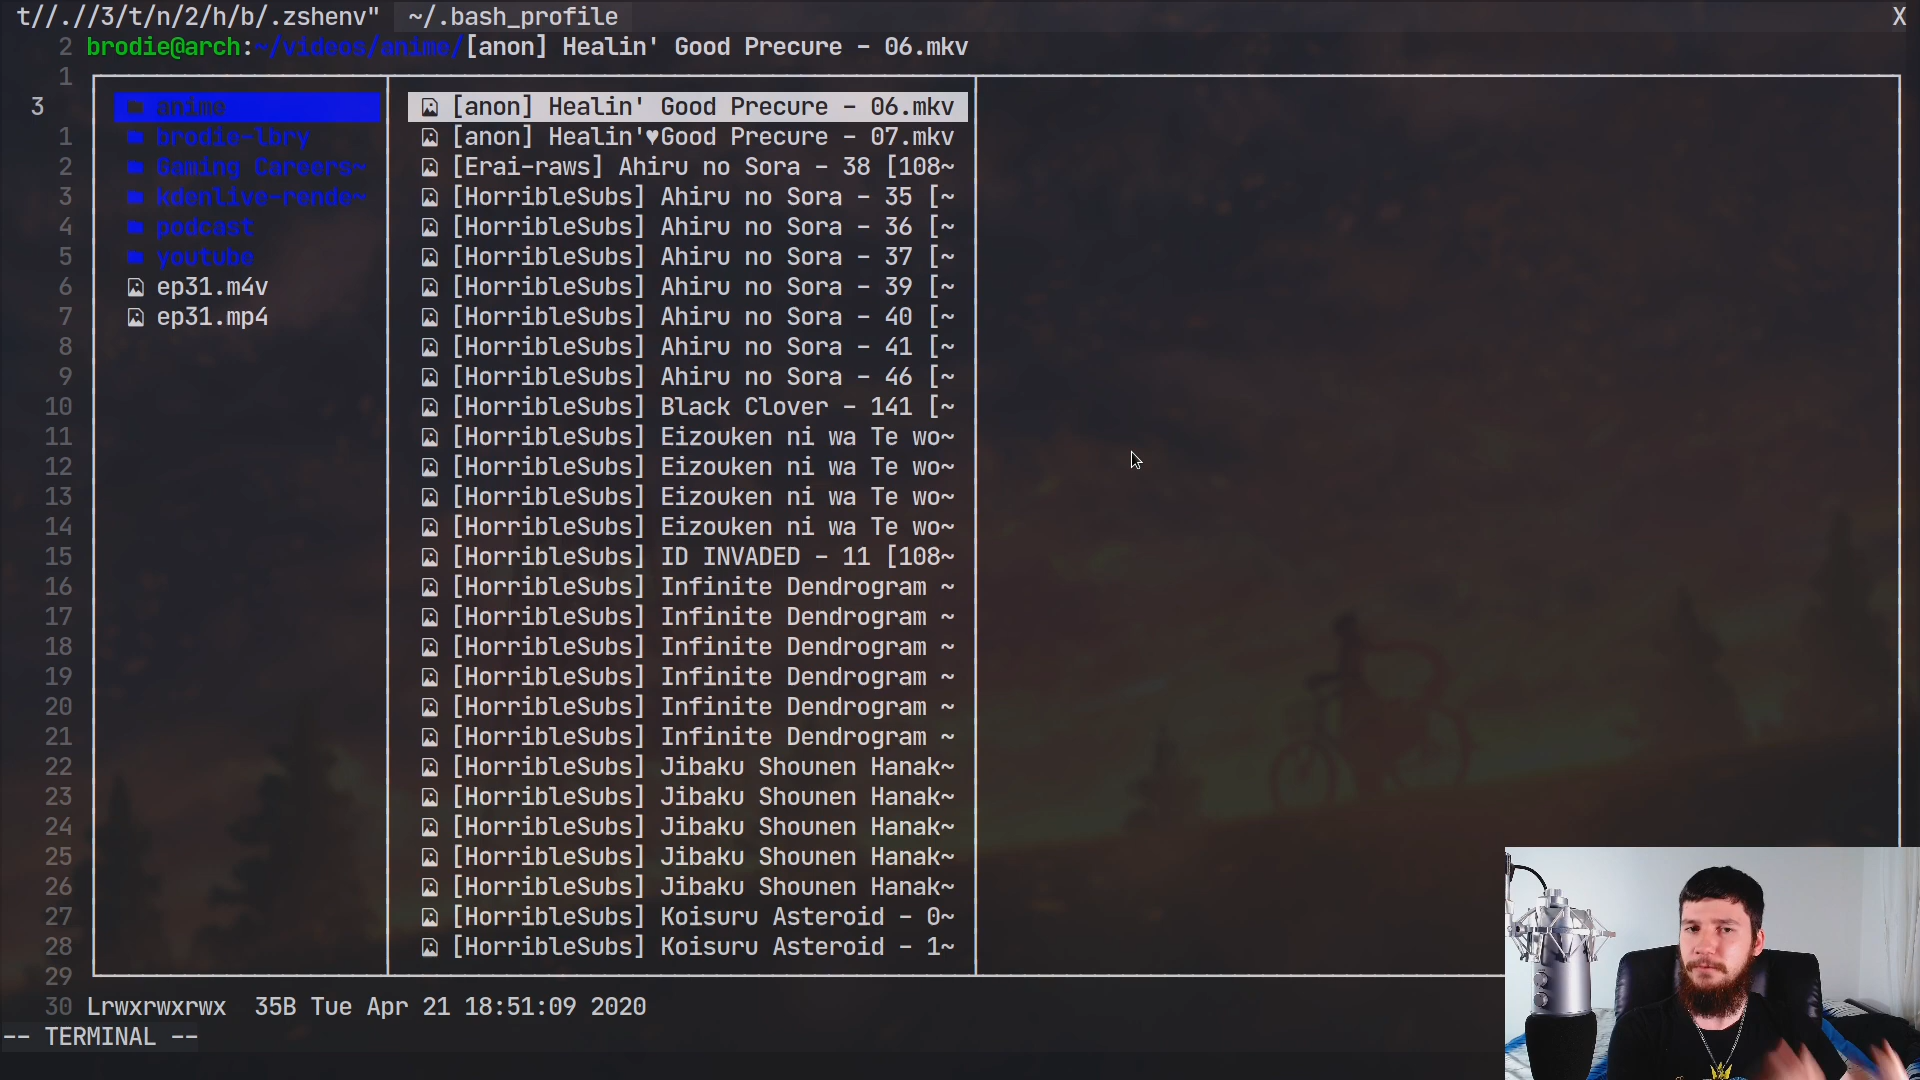 t//.//3/t/n/2/h/b/.zshenv" ~/.bash_profile X
2 brodie@arch:~/videos/anime/[anon] Healin' Good Precure - 06.mkv
1
3 anime [anon] Healin' Good Precure - 06.mkv
1 brodie-lbry [anon] Healin'♥Good Precure - 07.mkv
2 Gaming Careers~ [Erai-raws] Ahiru no Sora - 38 [108~
3 kdenlive-rende~ [HorribleSubs] Ahiru no Sora - 35 [~
4 podcast [HorribleSubs] Ahiru no Sora - 36 [~
5 youtube [HorribleSubs] Ahiru no Sora - 37 [~
6 ep31.m4v [HorribleSubs] Ahiru no Sora - 39 [~
7 ep31.mp4 [HorribleSubs] Ahiru no Sora - 40 [~
8 [HorribleSubs] Ahiru no Sora - 41 [~
9 [HorribleSubs] Ahiru no Sora - 46 [~
10 [HorribleSubs] Black Clover - 141 [~
11 [HorribleSubs] Eizouken ni wa Te wo~
12 [HorribleSubs] Eizouken ni wa Te wo~
13 [HorribleSubs] Eizouken ni wa Te wo~
14 [HorribleSubs] Eizouken ni wa Te wo~
15 [HorribleSubs] ID INVADED - 11 [108~
16 [HorribleSubs] Infinite Dendrogram ~
17 [HorribleSubs] Infinite Dendrogram ~
18 [HorribleSubs] Infinite Dendrogram ~
19 [HorribleSubs] Infinite Dendrogram ~
20 [HorribleSubs] Infinite Dendrogram ~
21 [HorribleSubs] Infinite Dendrogram ~
22 [HorribleSubs] Jibaku Shounen Hanak~
23 [HorribleSubs] Jibaku Shounen Hanak~
24 [HorribleSubs] Jibaku Shounen Hanak~
25 [HorribleSubs] Jibaku Shounen Hanak~
26 [HorribleSubs] Jibaku Shounen Hanak~
27 [HorribleSubs] Koisuru Asteroid - 0~
28 [HorribleSubs] Koisuru Asteroid - 1~
29
30 Lrwxrwxrwx 35B Tue Apr 21 18:51:09 2020
-- TERMINAL --